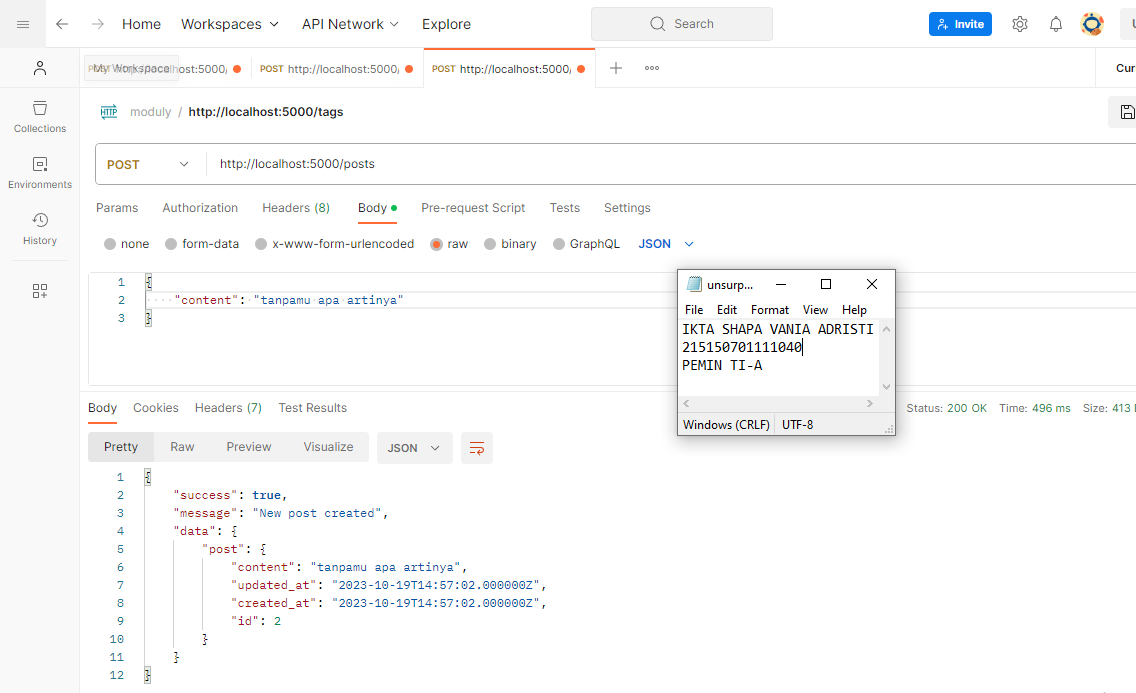 Home Workspaces API Network Explore Search Invite
My Workspace POST http://localhost:5000/ POST http://localhost:5000/ POST http://localhost:5000/ Cur
HTTP moduly / http://localhost:5000/tags
Collections
Environments
History
POST http://localhost:5000/posts
Params Authorization Headers (8) Body Pre-request Script Tests Settings
none form-data x-www-form-urlencoded raw binary GraphQL JSON
1 {
2 "content": "tanpamu apa artinya"
3 }
unsurp...
File Edit Format View Help
IKTA SHAPA VANIA ADRISTI
215150701111040
PEMIN TI-A
Windows (CRLF) UTF-8
Body Cookies Headers (7) Test Results Status: 200 OK Time: 496 ms Size: 413
Pretty Raw Preview Visualize JSON
1 {
2 "success": true,
3 "message": "New post created",
4 "data": {
5 "post": {
6 "content": "tanpamu apa artinya",
7 "updated_at": "2023-10-19T14:57:02.000000Z",
8 "created_at": "2023-10-19T14:57:02.000000Z",
9 "id": 2
10 }
11 }
12 }